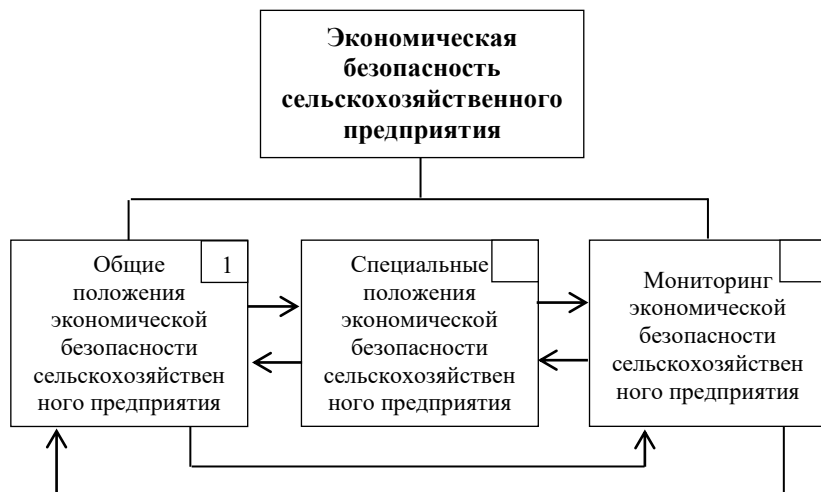 Экономическая
безопасность
сельскохозяйственного
предприятия
Общие
положения
экономической
безопасности
сельскохозяйствен
ного предприятия
1
Специальные
положения
экономической
безопасности
сельскохозяйствен
ного предприятия
Мониторинг
экономической
безопасности
сельскохозяйствен
ного предприятия